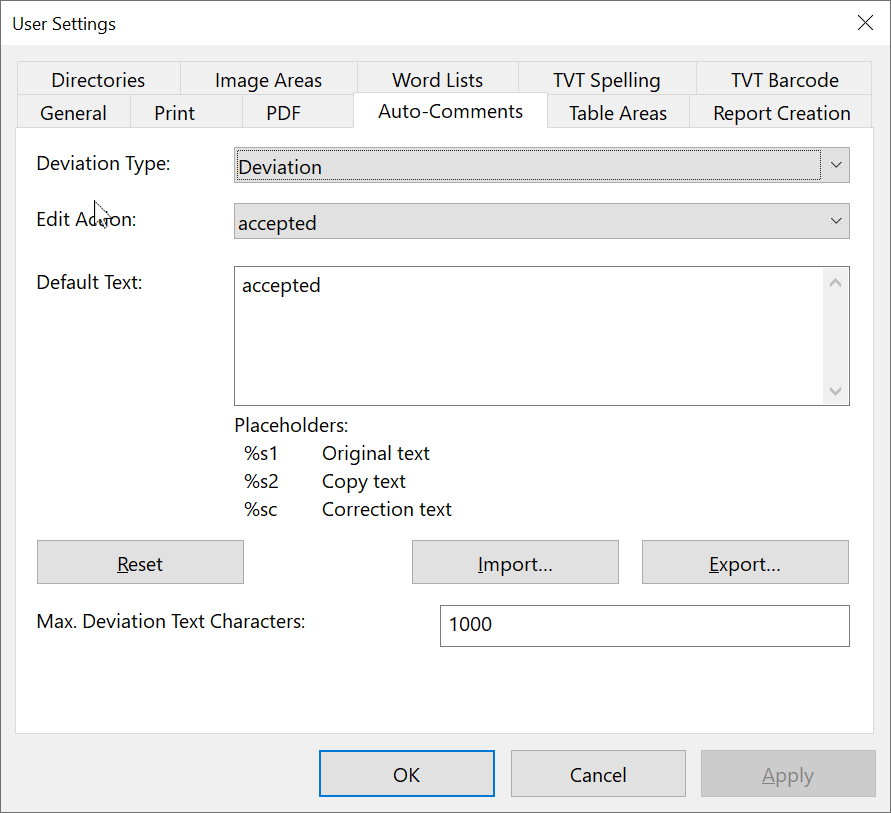 User Settings
Directories Image Areas Word Lists TVT Spelling TVT Barcode
General Print PDF Auto-Comments Table Areas Report Creation
Deviation Type: Deviation
Edit Action: accepted
Default Text: accepted
Placeholders:
%s1 Original text
%s2 Copy text
%sc Correction text
Reset Import... Export...
Max. Deviation Text Characters: 1000
OK Cancel Apply